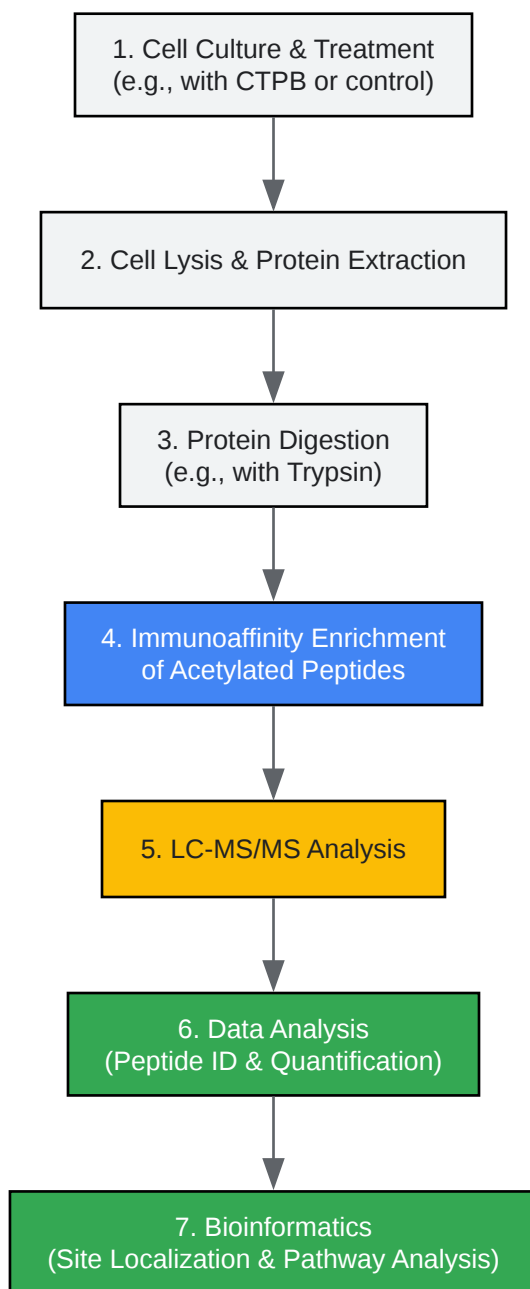 1. Cell Culture & Treatment
(e.g., with CTPB or control)
2. Cell Lysis & Protein Extraction
3. Protein Digestion
(e.g., with Trypsin)
4. Immunoaffinity Enrichment
of Acetylated Peptides
5. LC-MS/MS Analysis
6. Data Analysis
(Peptide ID & Quantification)
7. Bioinformatics
(Site Localization & Pathway Analysis)